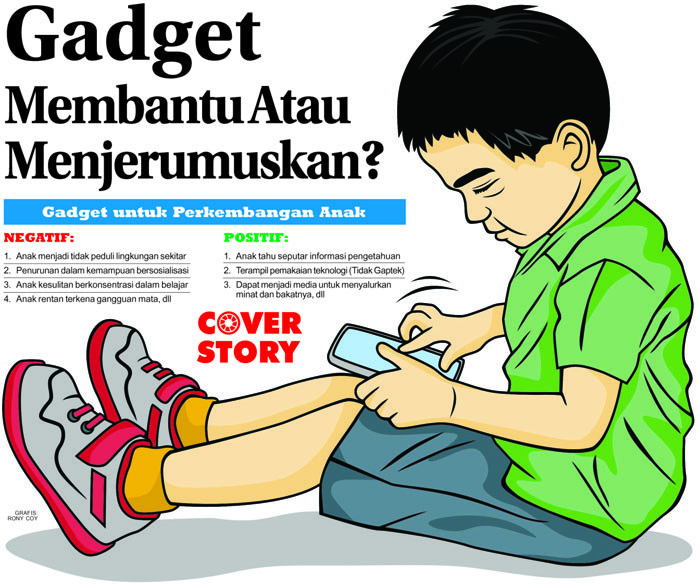 Gadget
Membantu Atau
Menjerumuskan?
Gadget untuk Perkembangan Anak
NEGATIF:
1. Anak menjadi tidak peduli lingkungan sekitar
2. Penurunan dalam kemampuan bersosialisasi
3. Anak kesulitan berkonsentrasi dalam belajar
4. Anak rentan terkena gangguan mata, dll
POSITIF:
1. Anak tahu seputar informasi pengetahuan
2. Terampil pemakaian teknologi (Tidak Gaptek)
3. Dapat menjadi media untuk menyalurkan
minat dan bakatnya, dll
COVER
STORY
GRAFIS:
RONY COY